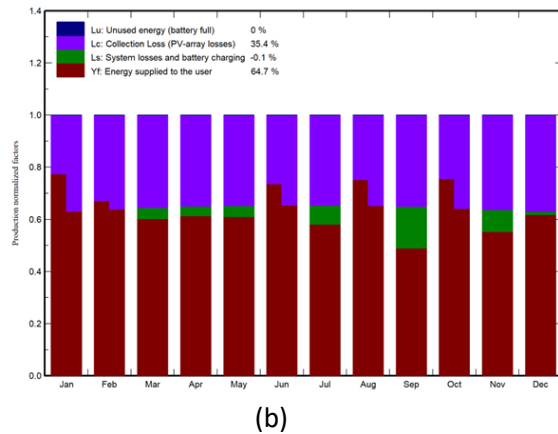 1.4
Lu: Unused energy (battery full) 0 %
Lc: Collection Loss (PV-array losses) 35.4 %
Ls: System losses and battery charging -0.1 %
Yf: Energy supplied to the user 64.7 %
1.2
1.0
0.8
0.6
0.4
0.2
0.0
Production normalized factors
Jan Feb Mar Apr May Jun Jul Aug Sep Oct Nov Dec
(b)